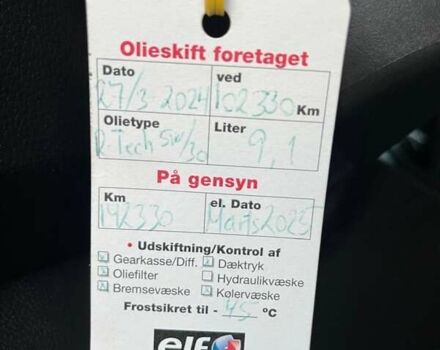 Olieskift foretaget
Dato ved
27/3-2024 102330 Km
Olietype Liter
R-Tech 5w/30 9,1
På gensyn
Km el. Dato
142330 Marts 2025
• Udskiftning/Kontrol af
Gearkasse/Diff. Dæktryk
Oliefilter Hydraulikvæske
Bremsevæske Kølervæske
Frostsikret til - 45 °C
elf